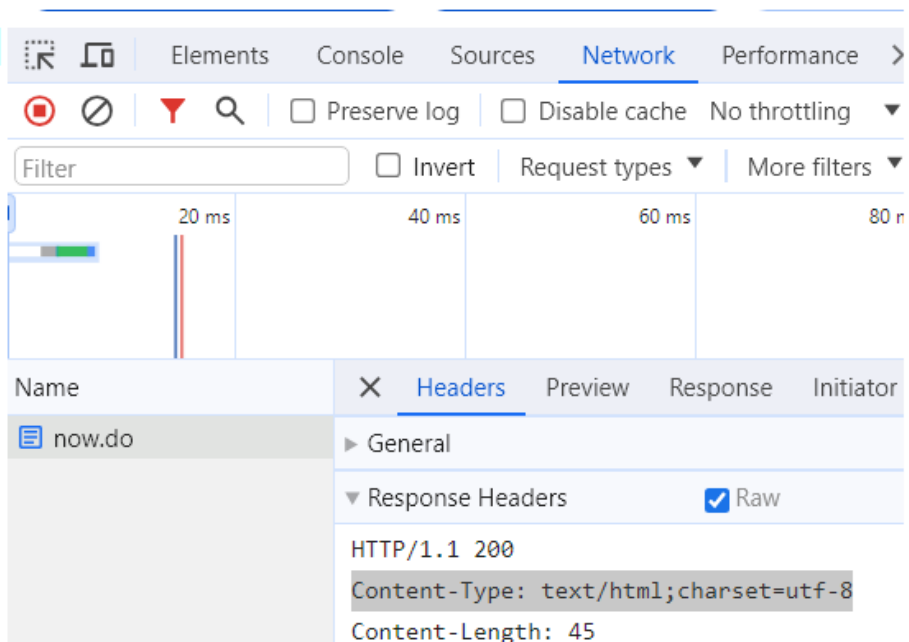 Elements Console Sources Network Performance
Preserve log Disable cache No throttling
Filter Invert Request types More filters
20 ms 40 ms 60 ms 80 m
Name Headers Preview Response Initiator
now.do
General
Response Headers Raw
HTTP/1.1 200
Content-Type: text/html;charset=utf-8
Content-Length: 45